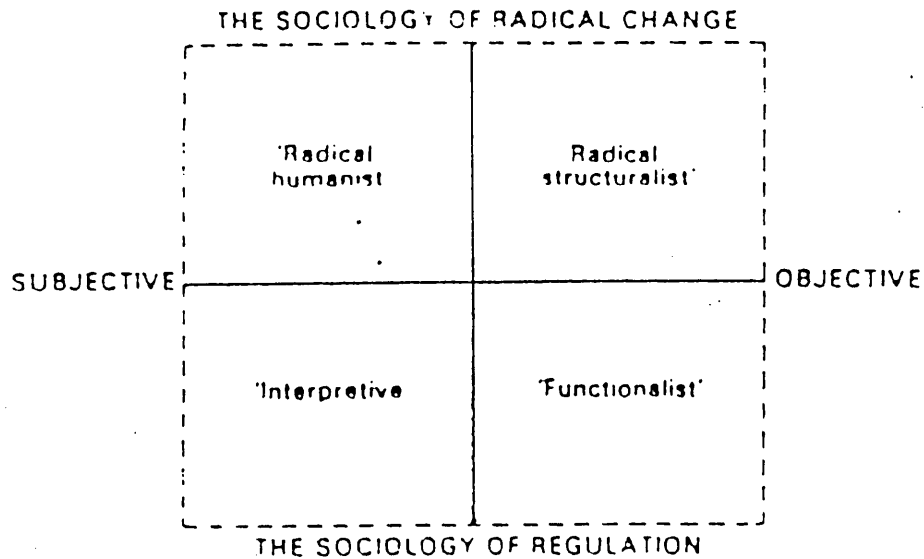 THE SOCIOLOGY OF RADICAL CHANGE
'Radical
humanist
Radical
structuralist'
SUBJECTIVE
OBJECTIVE
'Interpretive
'Functionalist'
THE SOCIOLOGY OF REGULATION